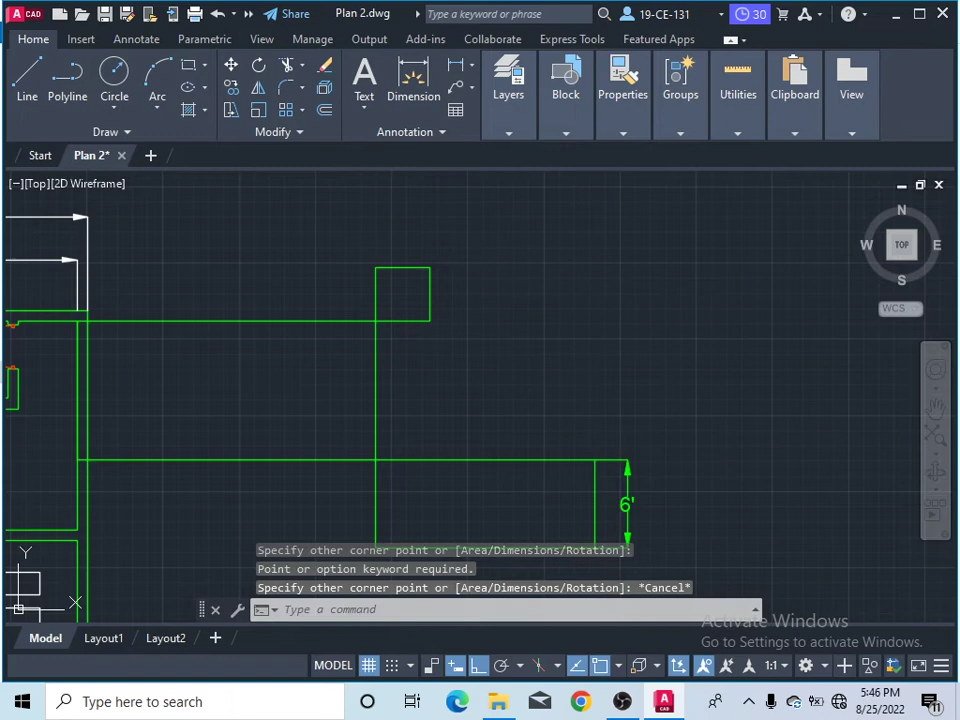 A CAD Share Plan 2.dwg Type a keyword or phrase 19-CE-131 30
Home Insert Annotate Parametric View Manage Output Add-ins Collaborate Express Tools Featured Apps
Line Polyline Circle Arc Text Dimension Layers Block Properties Groups Utilities Clipboard View
Draw Modify Annotation
Start Plan 2*
[−][Top][2D Wireframe]
N
W TOP E
S
WCS
6'
Y
X
Specify other corner point or [Area/Dimensions/Rotation]:
Point or option keyword required.
Specify other corner point or [Area/Dimensions/Rotation]: *Cancel*
Type a command
Activate Windows
Go to Settings to activate Windows.
Model Layout1 Layout2
MODEL 1:1
Type here to search
A CAD
5:46 PM
8/25/2022
11